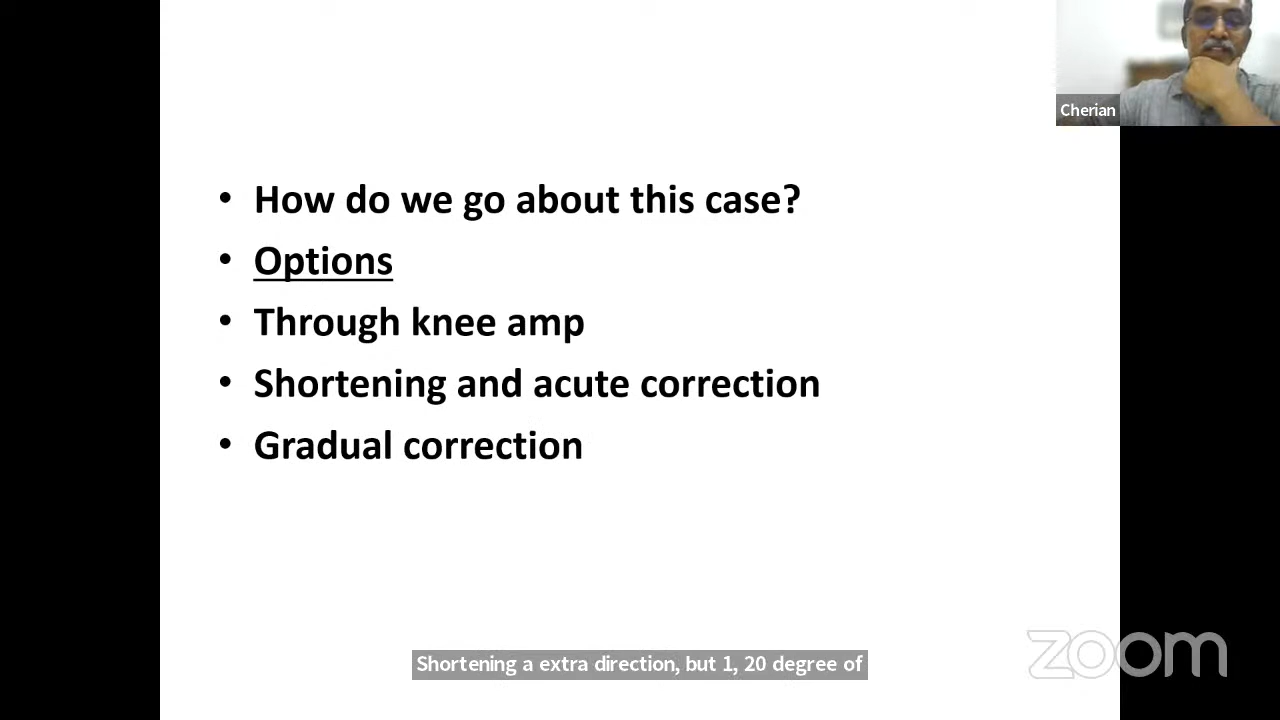 Cherian
• How do we go about this case?
• Options
• Through knee amp
• Shortening and acute correction
• Gradual correction
Shortening a extra direction, but 1, 20 degree of
zoom